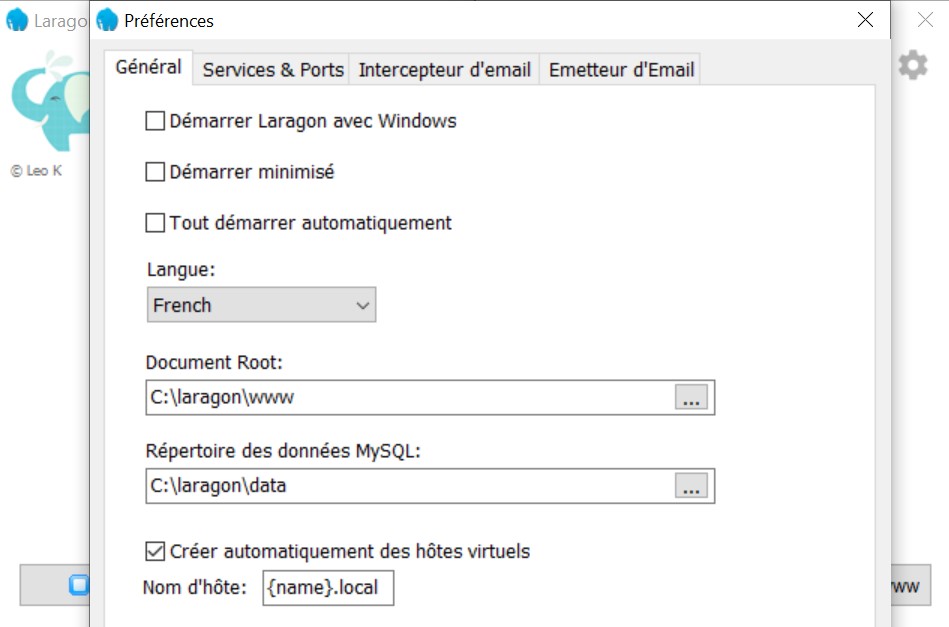 Larago
Préférences
© Leo K
Général
Services & Ports
Intercepteur d'email
Emetteur d'Email
Démarrer Laragon avec Windows
Démarrer minimisé
Tout démarrer automatiquement
Langue:
French
Document Root:
C:\laragon\www
...
Répertoire des données MySQL:
C:\laragon\data
...
Créer automatiquement des hôtes virtuels
Nom d'hôte:
{name}.local
ww